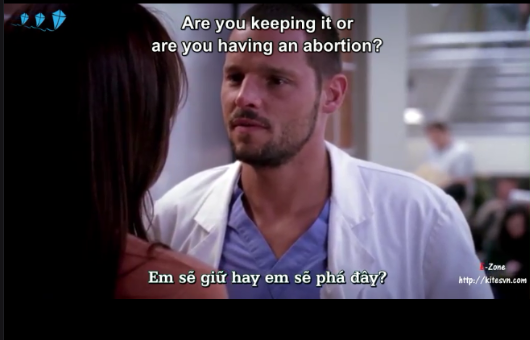 Are you keeping it or
are you having an abortion?
Em sẽ giữ hay em sẽ phá đây?
-Zone
http://kitesvn.com